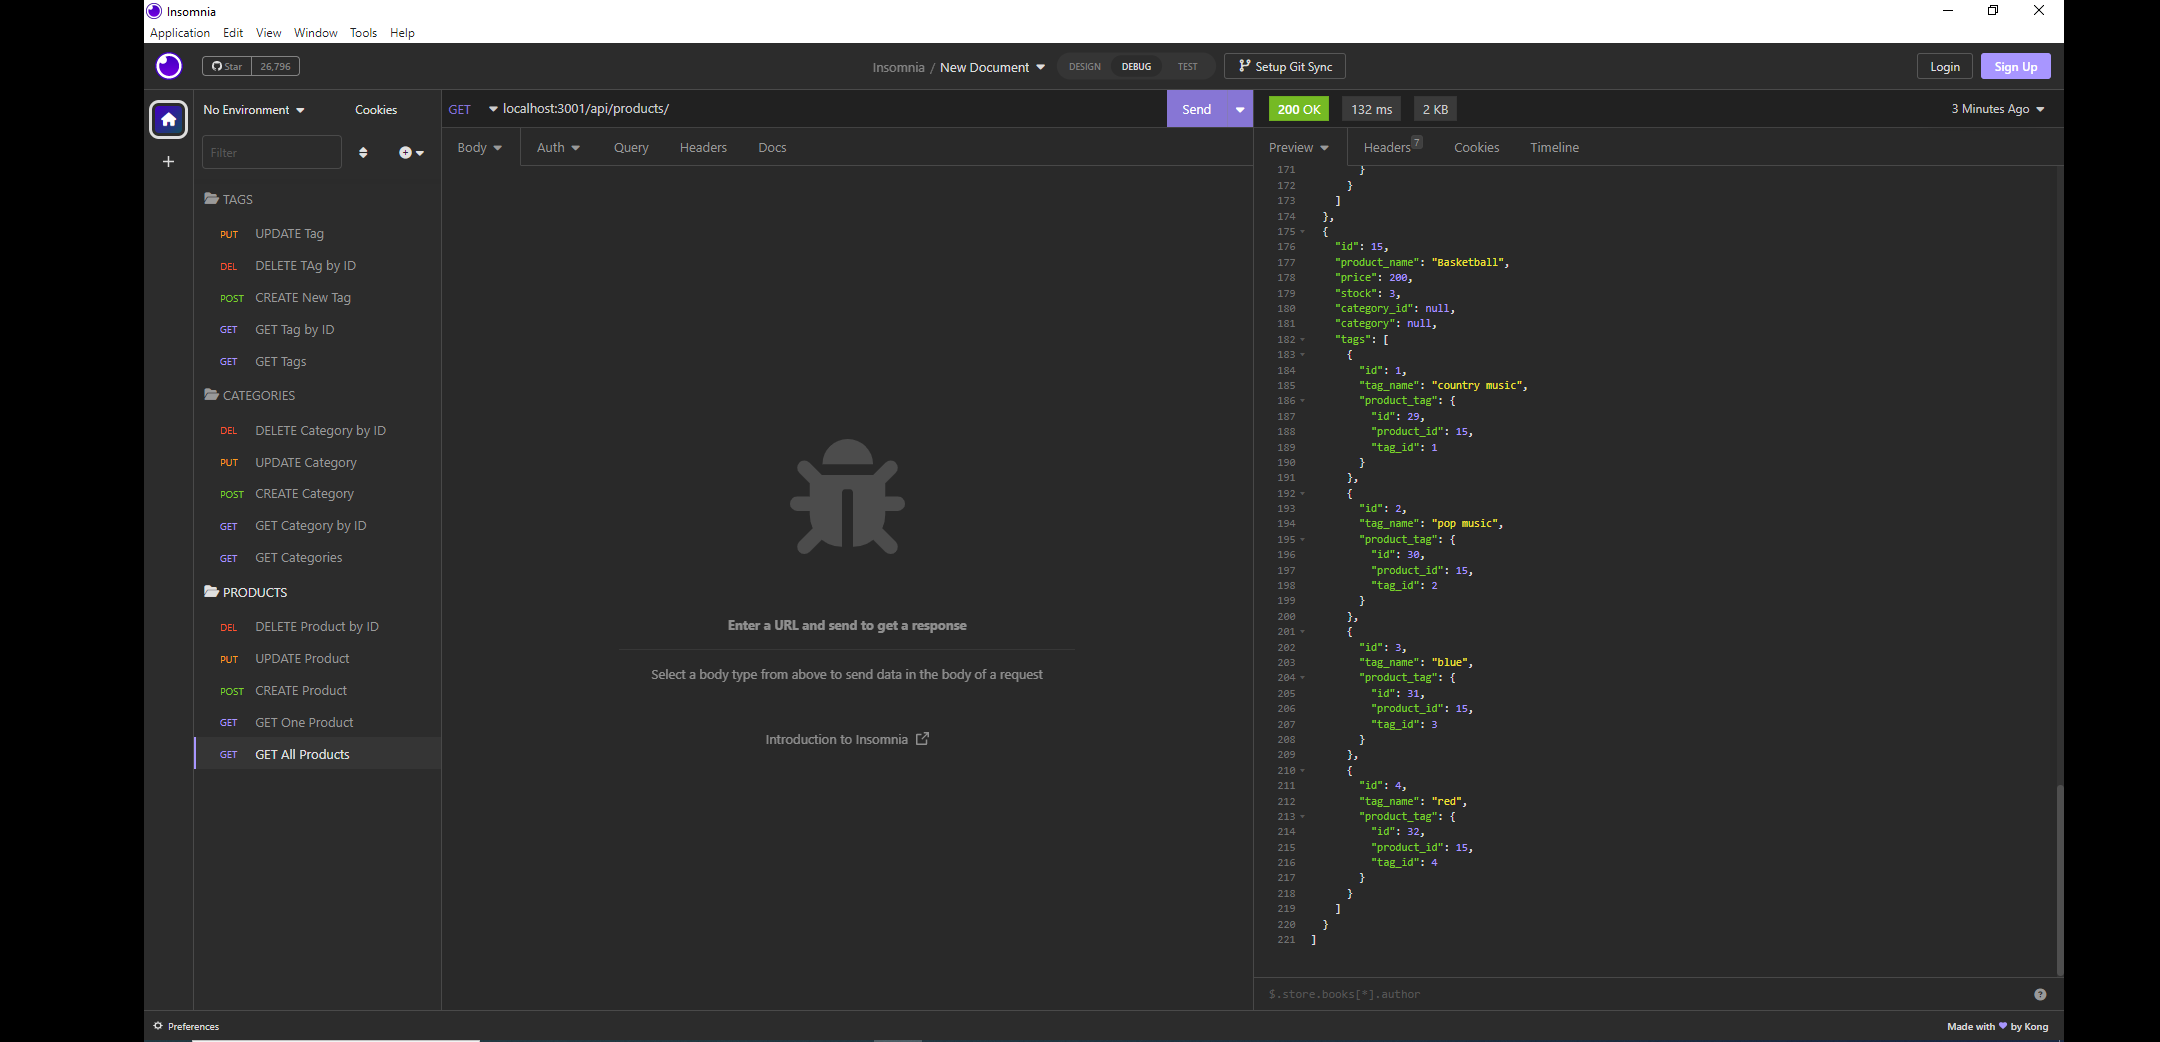 Insomnia
Application Edit View Window Tools Help
Star 26,796
Insomnia / New Document
DESIGN DEBUG TEST
Setup Git Sync
Login Sign Up
No Environment Cookies
GET localhost:3001/api/products/ Send
200 OK 132 ms 2 KB 3 Minutes Ago
Filter
Body Auth Query Headers Docs
Preview Headers 7 Cookies Timeline
TAGS
PUT UPDATE Tag
DEL DELETE TAg by ID
POST CREATE New Tag
GET GET Tag by ID
GET GET Tags
CATEGORIES
DEL DELETE Category by ID
PUT UPDATE Category
POST CREATE Category
GET GET Category by ID
GET GET Categories
PRODUCTS
DEL DELETE Product by ID
PUT UPDATE Product
POST CREATE Product
GET GET One Product
GET GET All Products
Enter a URL and send to get a response
Select a body type from above to send data in the body of a request
Introduction to Insomnia
171 }
172 }
173 ]
174 },
175 {
176 "id": 15,
177 "product_name": "Basketball",
178 "price": 200,
179 "stock": 3,
180 "category_id": null,
181 "category": null,
182 "tags": [
183 {
184 "id": 1,
185 "tag_name": "country music",
186 "product_tag": {
187 "id": 29,
188 "product_id": 15,
189 "tag_id": 1
190 }
191 },
192 {
193 "id": 2,
194 "tag_name": "pop music",
195 "product_tag": {
196 "id": 30,
197 "product_id": 15,
198 "tag_id": 2
199 }
200 },
201 {
202 "id": 3,
203 "tag_name": "blue",
204 "product_tag": {
205 "id": 31,
206 "product_id": 15,
207 "tag_id": 3
208 }
209 },
210 {
211 "id": 4,
212 "tag_name": "red",
213 "product_tag": {
214 "id": 32,
215 "product_id": 15,
216 "tag_id": 4
217 }
218 }
219 ]
220 }
221 ]
$.store.books[*].author
Preferences
Made with by Kong